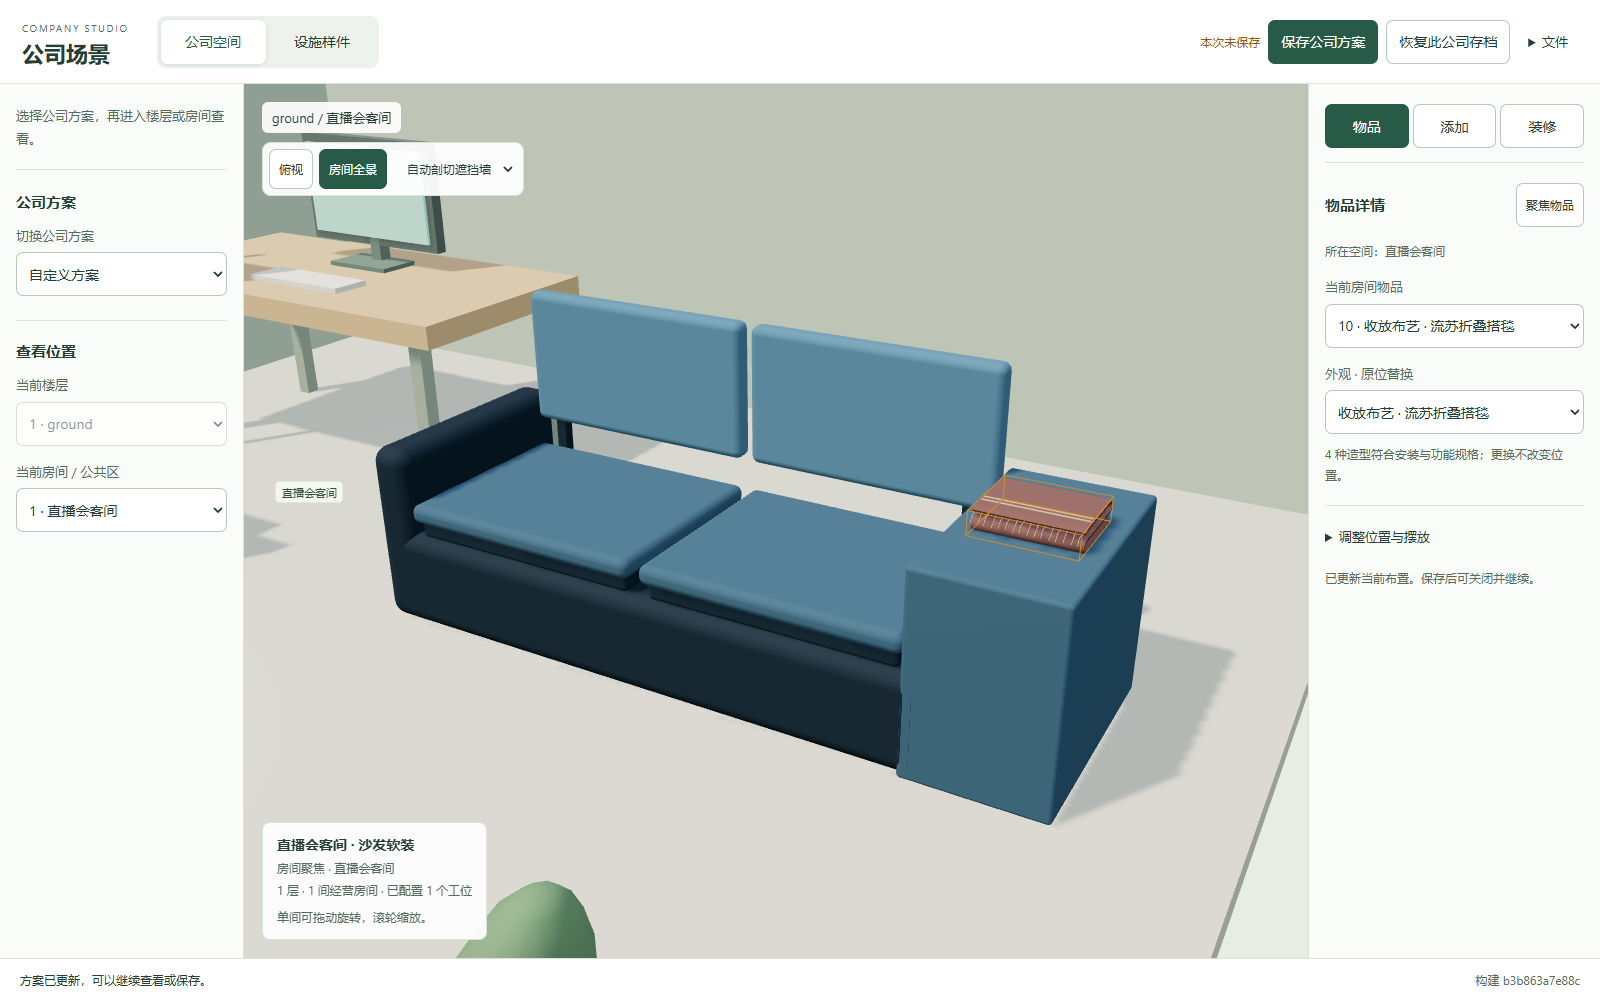 COMPANY STUDIO
公司场景
公司空间
设施样件
本次未保存
保存公司方案
恢复此公司存档
文件
选择公司方案，再进入楼层或房间查看。
公司方案
切换公司方案
自定义方案
查看位置
当前楼层
1 · ground
当前房间 / 公共区
1 · 直播会客间
ground / 直播会客间
俯视
房间全景
自动剖切遮挡墙
直播会客间
直播会客间 · 沙发软装
房间聚焦 · 直播会客间
1 层 · 1 间经营房间 · 已配置 1 个工位
单间可拖动旋转，滚轮缩放。
物品
添加
装修
物品详情
聚焦物品
所在空间：直播会客间
当前房间物品
10 · 收放布艺 · 流苏折叠搭毯
外观 · 原位替换
收放布艺 · 流苏折叠搭毯
4 种造型符合安装与功能规格；更换不改变位置。
调整位置与摆放
已更新当前布置。保存后可关闭并继续。
方案已更新，可以继续查看或保存。
构建 b3b863a7e88c